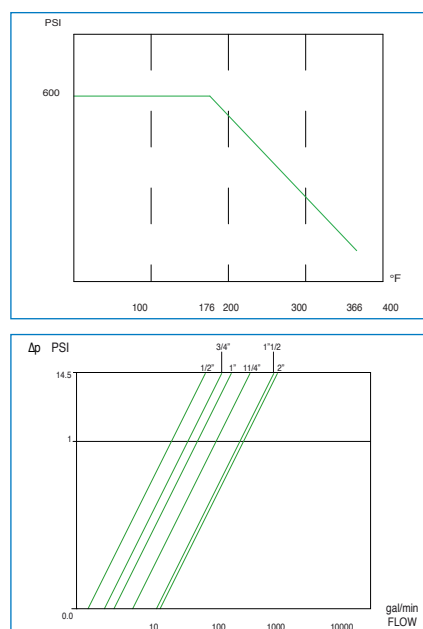 PSI
600
°F
100 176 200 300 366 400
Δp PSI
3/4" 1"1/2
1/2" 1" 11/4" 2"
14.5
1
0.0
gal/min
10 100 1000 10000 FLOW